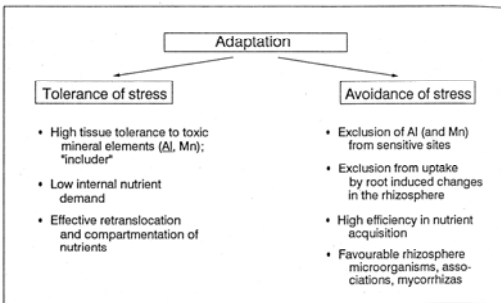 Adaptation
Tolerance of stress
• High tissue tolerance to toxic
mineral elements (Al, Mn);
"includer"
• Low internal nutrient
demand
• Effective retranslocation
and compartmentation of
nutrients
Avoidance of stress
• Exclusion of Al (and Mn)
from sensitive sites
• Exclusion from uptake
by root induced changes
in the rhizosphere
• High efficiency in nutrient
acquisition
• Favourable rhizosphere
microorganisms, asso-
ciations, mycorrhizas